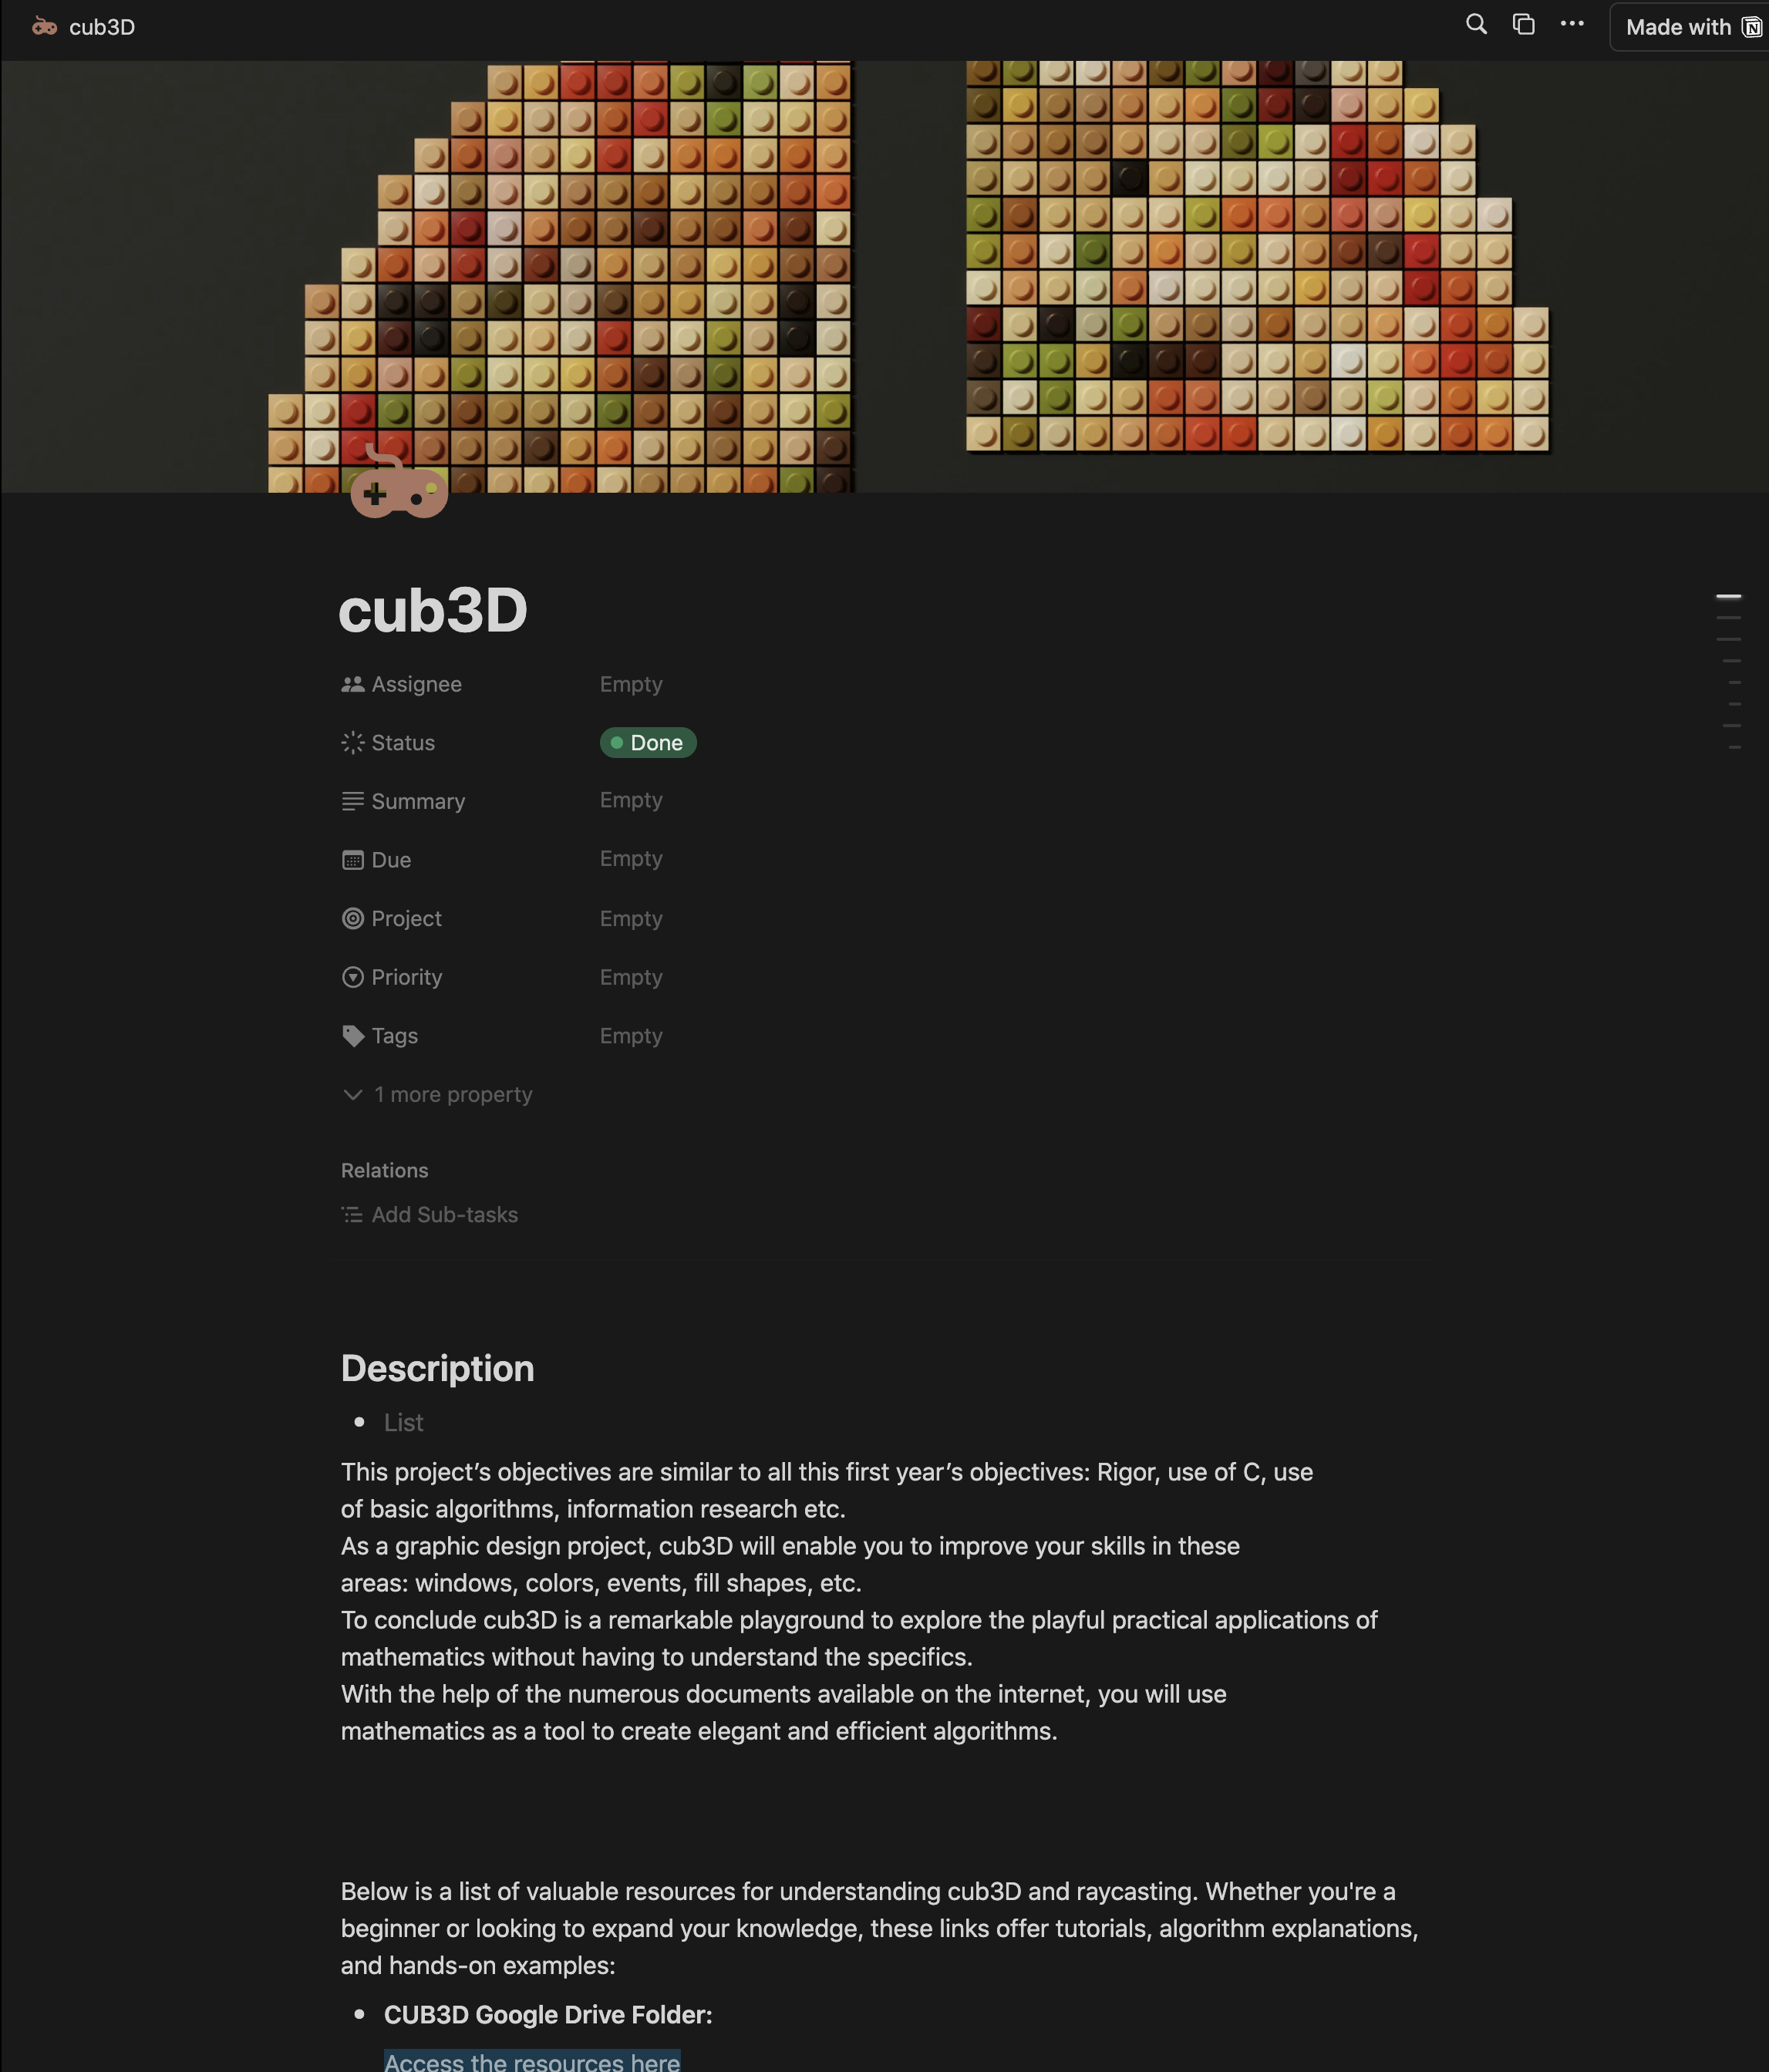 cub3D
Made with
cub3D
Assignee Empty
Status Done
Summary Empty
Due Empty
Project Empty
Priority Empty
Tags Empty
1 more property
Relations
Add Sub-tasks
Description
• List
This project’s objectives are similar to all this first year’s objectives: Rigor, use of C, use
of basic algorithms, information research etc.
As a graphic design project, cub3D will enable you to improve your skills in these
areas: windows, colors, events, fill shapes, etc.
To conclude cub3D is a remarkable playground to explore the playful practical applications of
mathematics without having to understand the specifics.
With the help of the numerous documents available on the internet, you will use
mathematics as a tool to create elegant and efficient algorithms.
Below is a list of valuable resources for understanding cub3D and raycasting. Whether you're a
beginner or looking to expand your knowledge, these links offer tutorials, algorithm explanations,
and hands-on examples:
• CUB3D Google Drive Folder:
Access the resources here